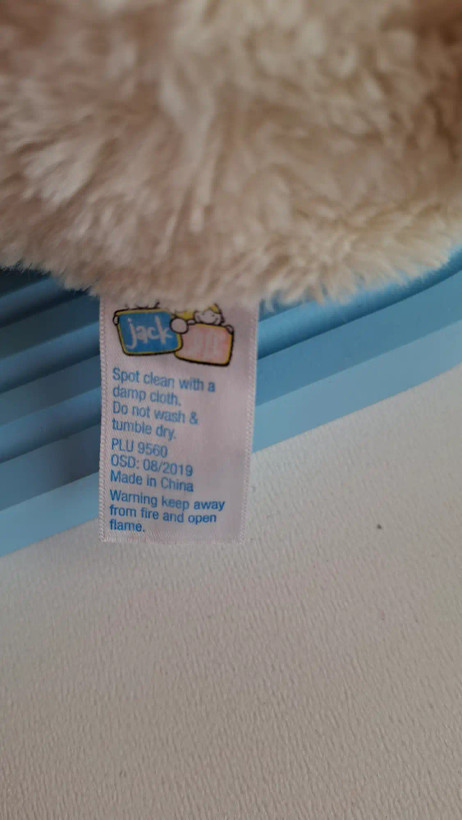 jack
Spot clean with a
damp cloth.
Do not wash &
tumble dry.
PLU 9560
OSD: 08/2019
Made in China
Warning keep away
from fire and open
flame.